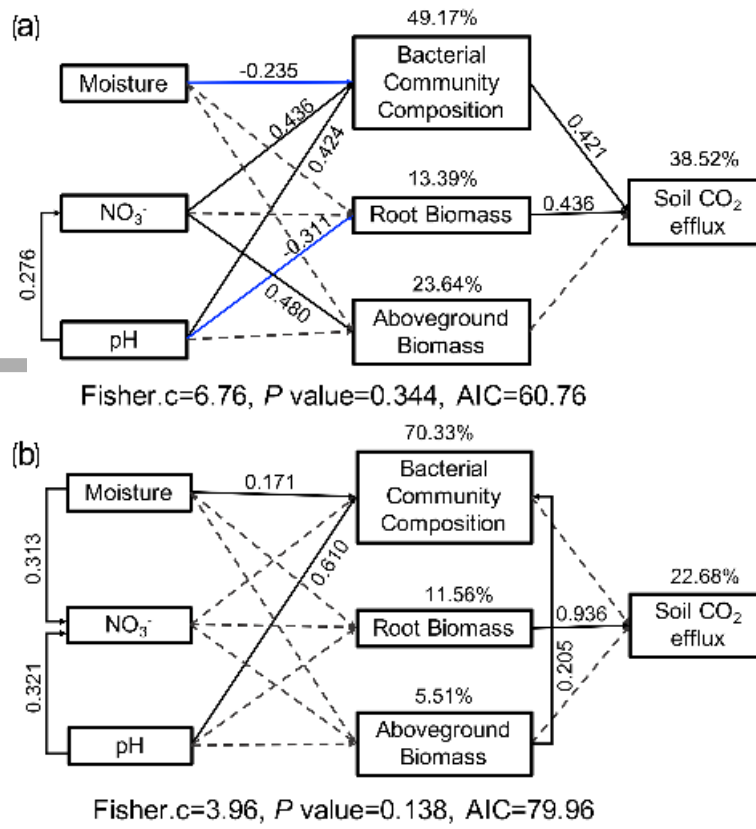 (a)
49.17%
Moisture
-0.235
Bacterial
Community
Composition
0.436
0.424
0.421
38.52%
13.39%
NO₃⁻
Root Biomass
0.436
Soil CO₂
efflux
0.276
-0.311
0.480
23.64%
pH
Aboveground
Biomass
Fisher.c=6.76, P value=0.344, AIC=60.76
(b)
70.33%
Moisture
0.171
Bacterial
Community
Composition
0.313
0.610
22.68%
11.56%
NO₃⁻
Root Biomass
0.936
Soil CO₂
efflux
0.321
0.205
5.51%
pH
Aboveground
Biomass
Fisher.c=3.96, P value=0.138, AIC=79.96